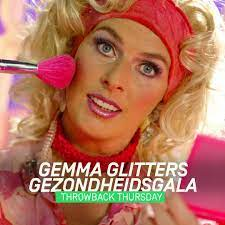 GEMMA GLITTERS
GEZONDHEIDSGALA
THROWBACK THURSDAY